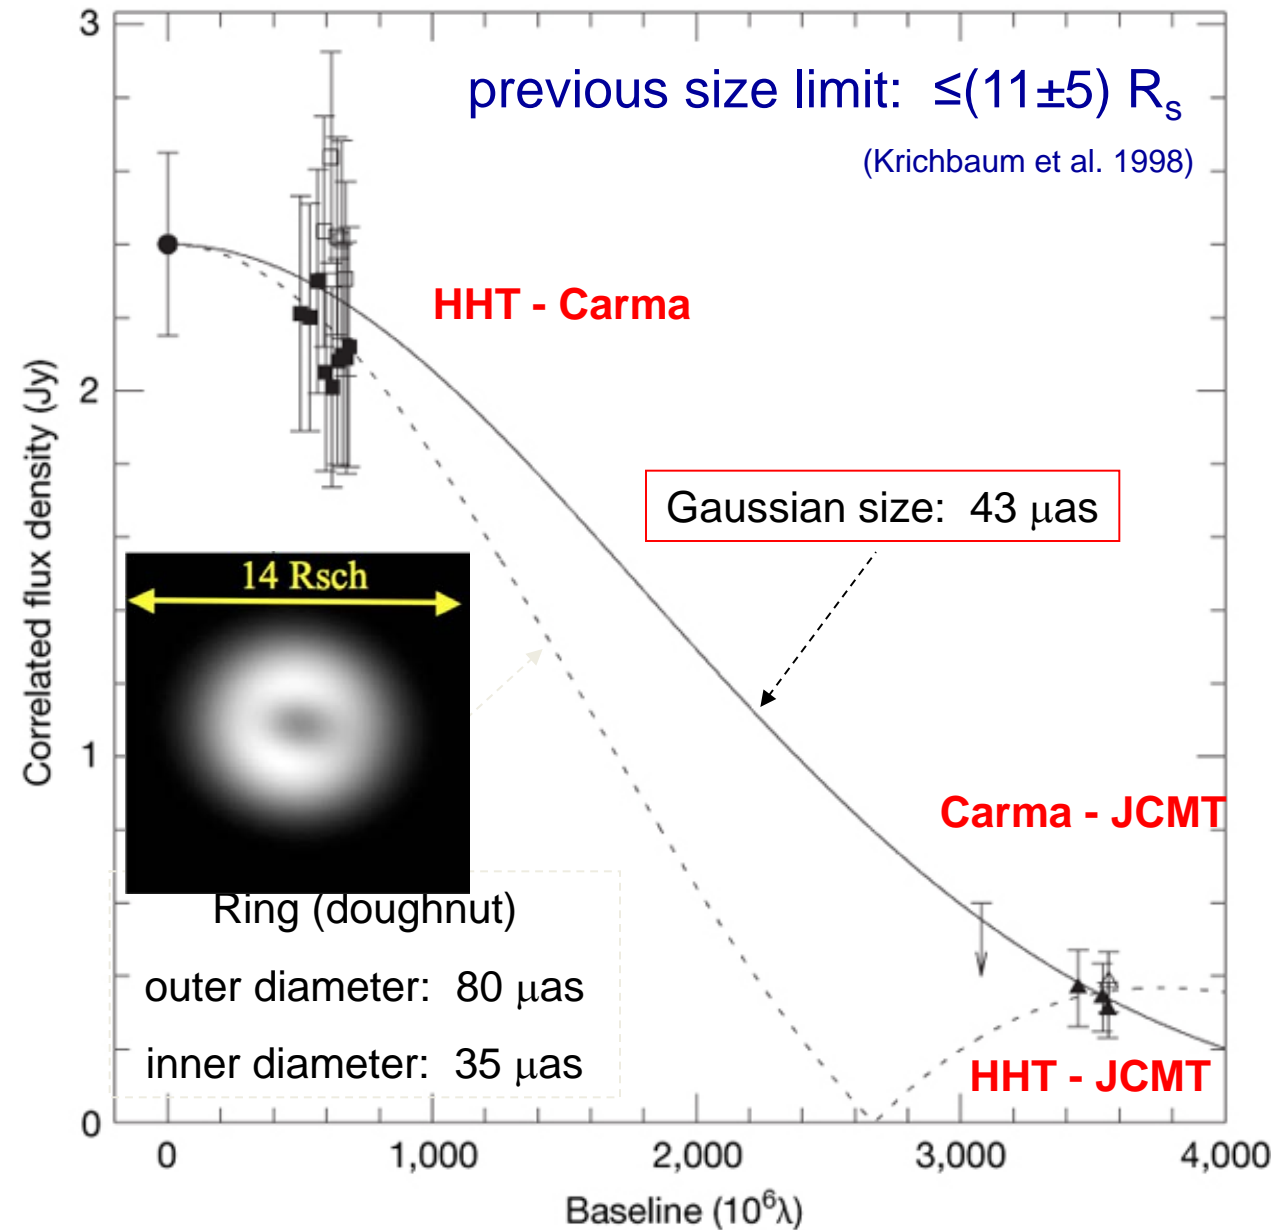 3
previous size limit: ≤(11±5) Rₛ
(Krichbaum et al. 1998)
HHT - Carma
2
Correlated flux density (Jy)
Gaussian size: 43 μas
14 Rsch
1
Carma - JCMT
Ring (doughnut)
outer diameter: 80 μas
inner diameter: 35 μas
HHT - JCMT
0
0 1,000 2,000 3,000 4,000
Baseline (10⁶λ)